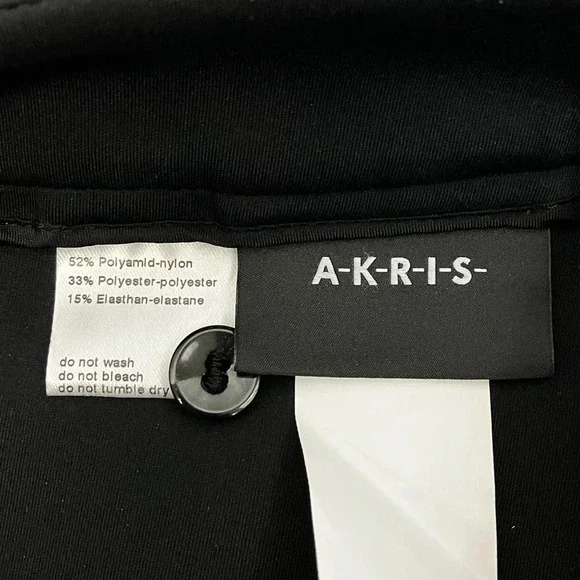 52% Polyamid-nylon
33% Polyester-polyester
15% Elasthan-elastane
do not wash
do not bleach
do not tumble dry
A-K-R-I-S-